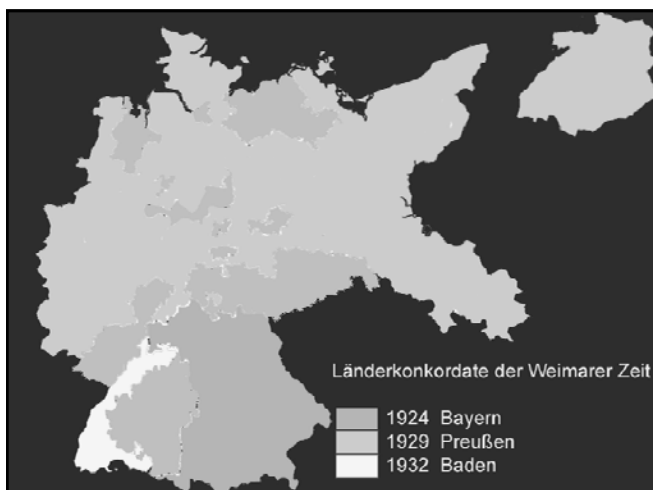 Länderkonkordate der Weimarer Zeit
1924 Bayern
1929 Preußen
1932 Baden